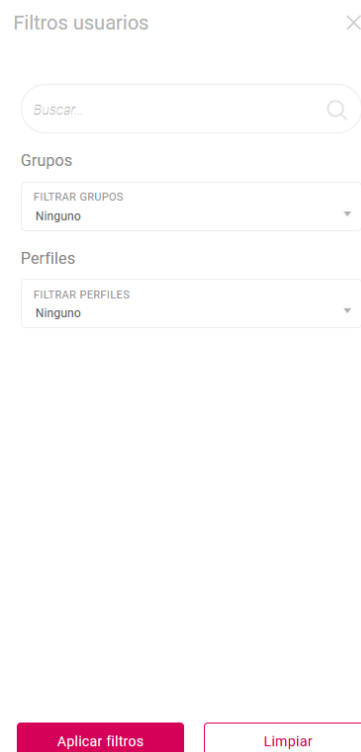 Filtros usuarios
Buscar...
Grupos
FILTRAR GRUPOS
Ninguno
Perfiles
FILTRAR PERFILES
Ninguno
Aplicar filtros
Limpiar